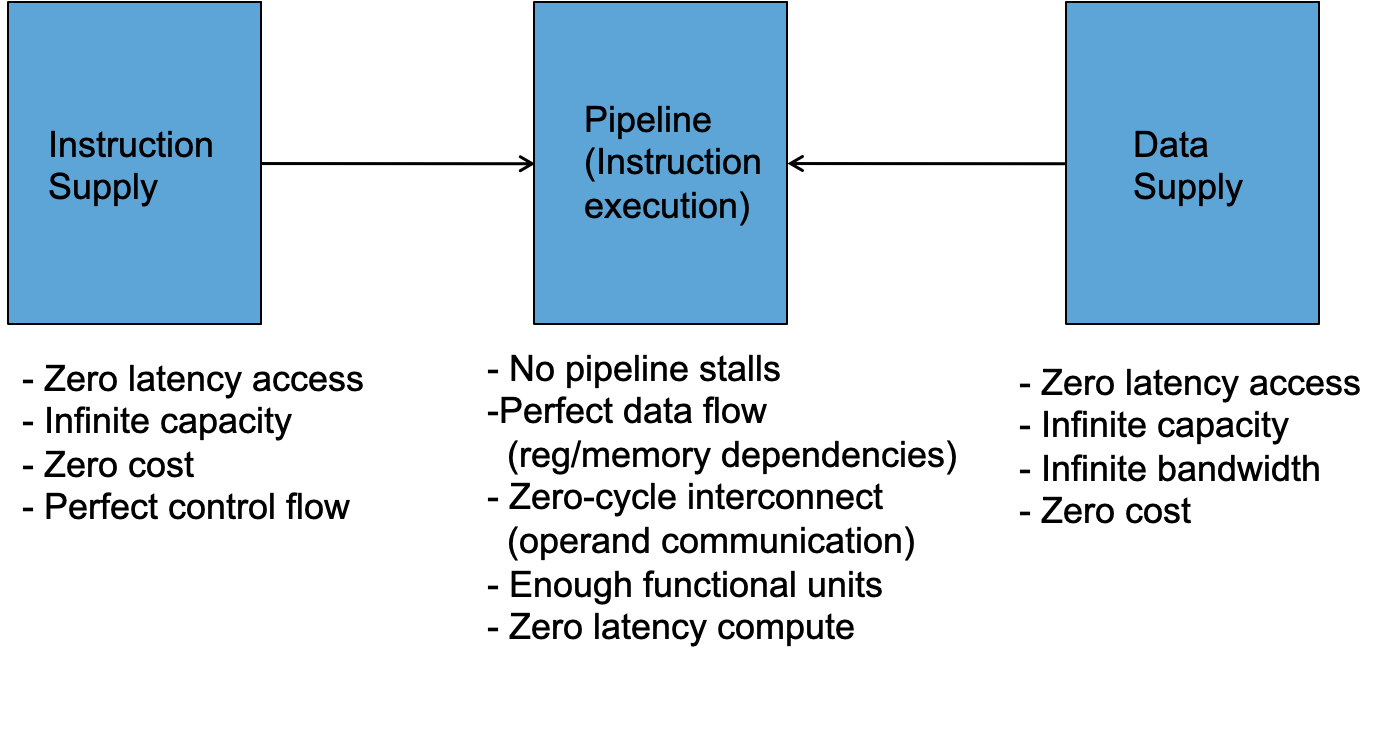 Instruction
Supply
Pipeline
(Instruction
execution)
Data
Supply
- Zero latency access
- Infinite capacity
- Zero cost
- Perfect control flow
- No pipeline stalls
-Perfect data flow
(reg/memory dependencies)
- Zero-cycle interconnect
(operand communication)
- Enough functional units
- Zero latency compute
- Zero latency access
- Infinite capacity
- Infinite bandwidth
- Zero cost